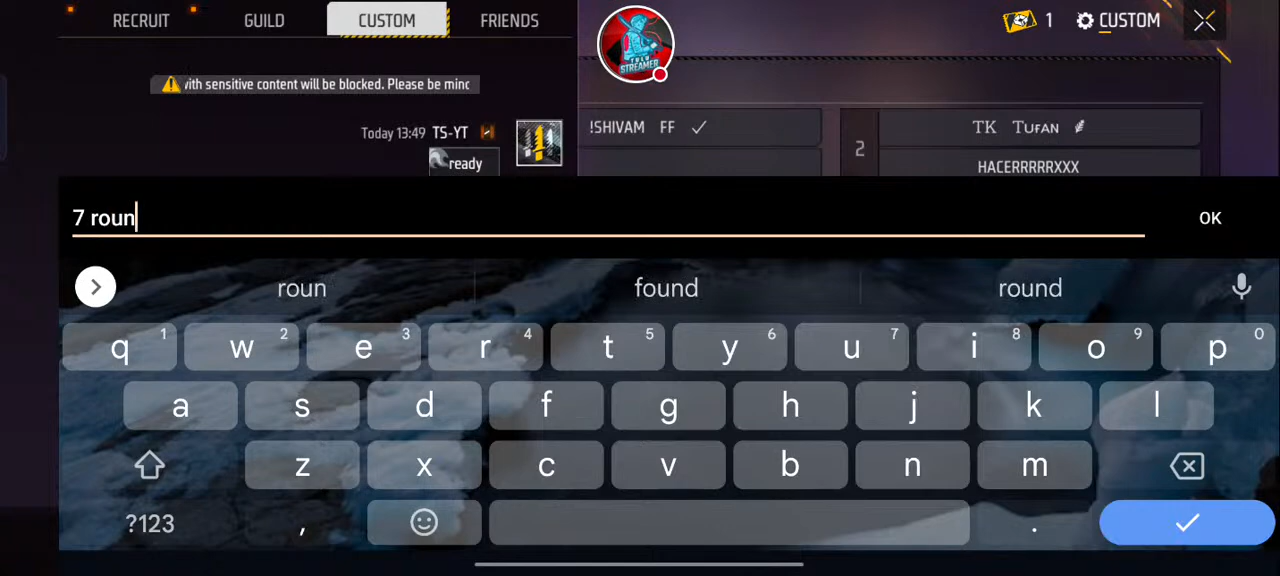 RECRUIT GUILD CUSTOM FRIENDS
1 CUSTOM
with sensitive content will be blocked. Please be minc
STREAMER
Today 13:49 TS-YT
ready
!SHIVAM FF
2
TK TUFAN
HACERRRRRXXX
7 roun
OK
roun found round
q 1 w 2 e 3 r 4 t 5 y 6 u 7 i 8 o 9 p 0
a s d f g h j k l
z x c v b n m
?123 , .